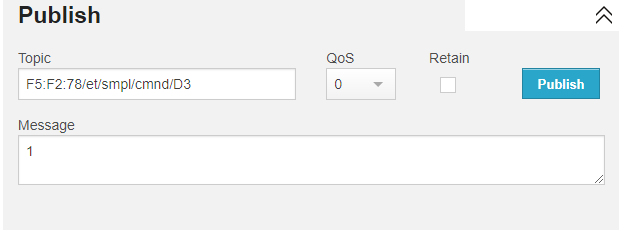 Publish
Topic
QoS
Retain
F5:F2:78/et/smpl/cmnd/D3
0
Publish
Message
1